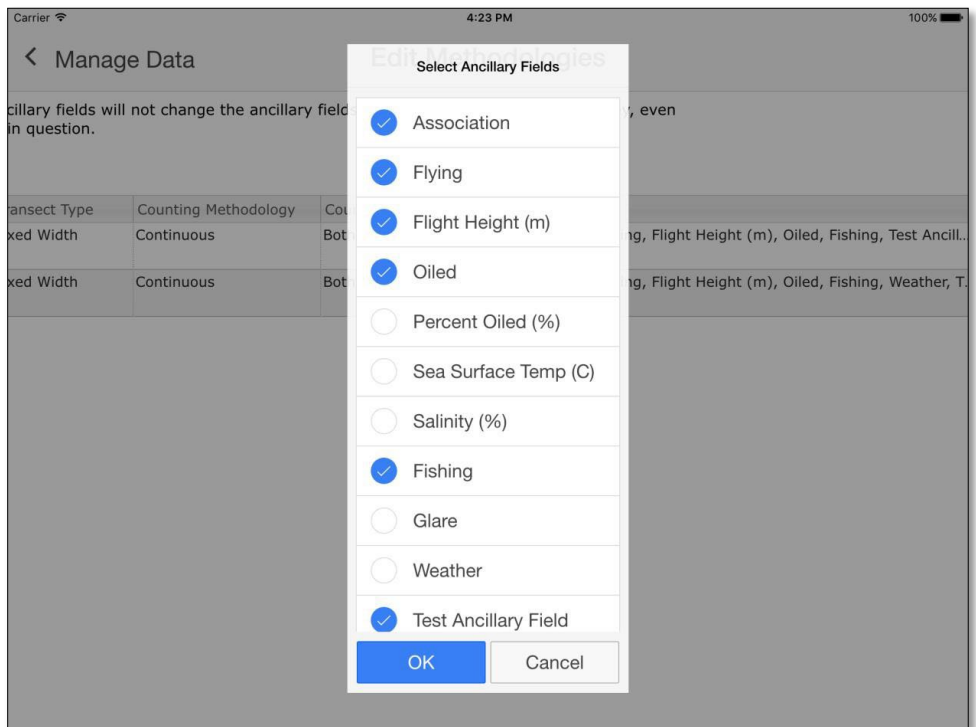 Carrier 4:23 PM 100%
Manage Data Edit Methodologies
Select Ancillary Fields
cillary fields will not change the ancillary field , even
in question.
Association
Flying
ransect Type Counting Methodology Cou
Flight Height (m)
xed Width Continuous Bot ng, Flight Height (m), Oiled, Fishing, Test Ancill...
Oiled
xed Width Continuous Bot ng, Flight Height (m), Oiled, Fishing, Weather, T.
Percent Oiled (%)
Sea Surface Temp (C)
Salinity (%)
Fishing
Glare
Weather
Test Ancillary Field
OK Cancel